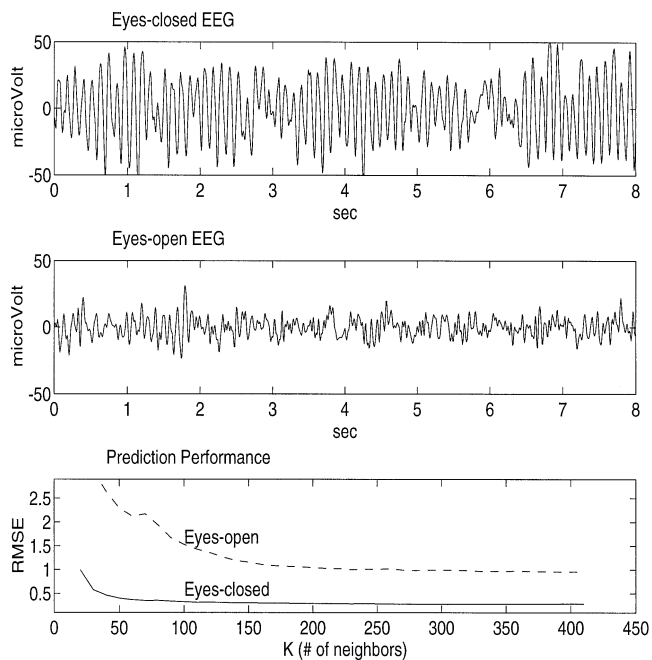 Eyes-closed EEG
50
0
-50
microVolt
0 1 2 3 4 5 6 7 8
sec
Eyes-open EEG
50
0
-50
microVolt
0 1 2 3 4 5 6 7 8
sec
Prediction Performance
2.5
2
1.5
1
0.5
RMSE
Eyes-open
Eyes-closed
0 50 100 150 200 250 300 350 400 450
K (# of neighbors)